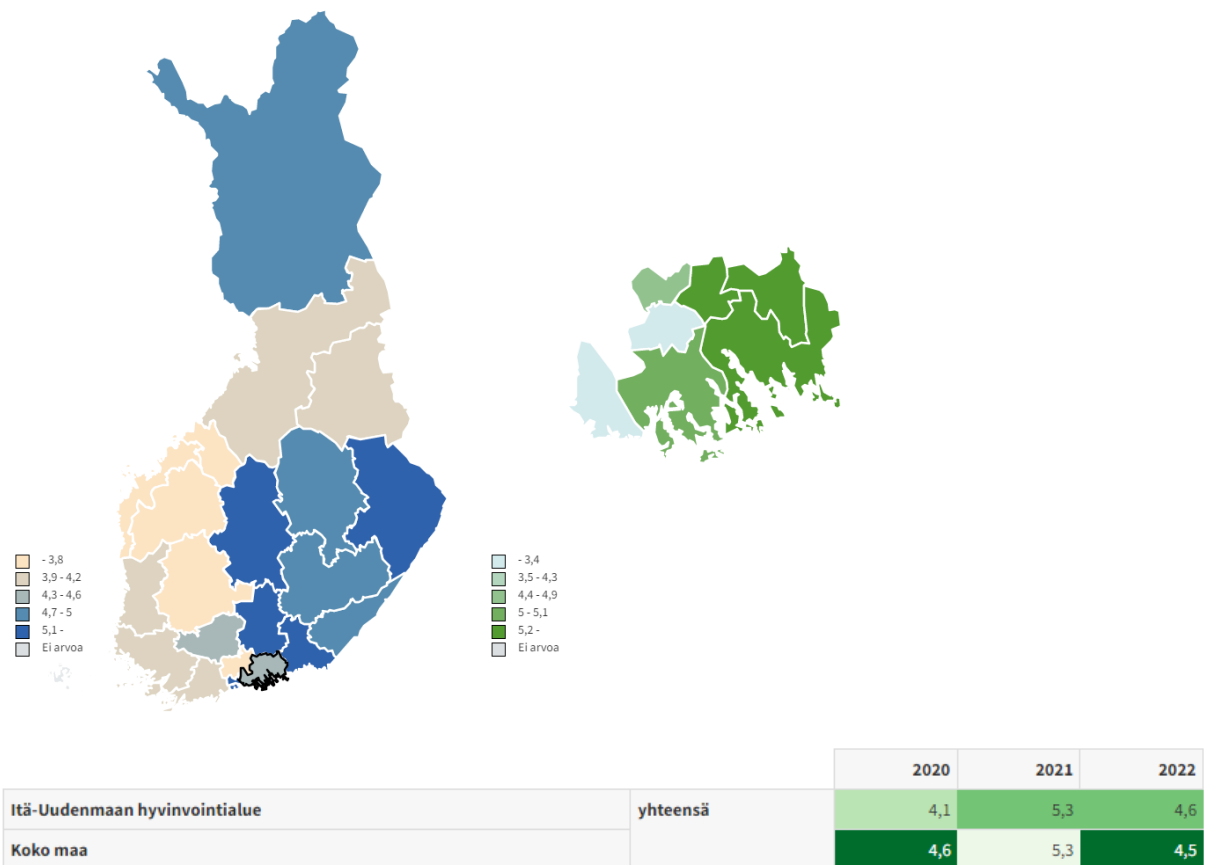 - 3,8
3,9 - 4,2
4,3 - 4,6
4,7 - 5
5,1 -
Ei arvoa
- 3,4
3,5 - 4,3
4,4 - 4,9
5 - 5,1
5,2 -
Ei arvoa
2020 2021 2022
Itä-Uudenmaan hyvinvointialue yhteensä 4,1 5,3 4,6
Koko maa 4,6 5,3 4,5